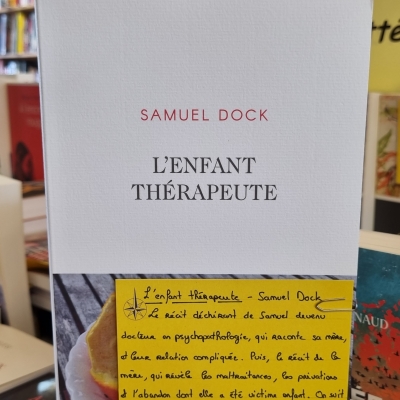 SAMUEL DOCK
L'ENFANT
THÉRAPEUTE
L'enfant thérapeute - Samuel Dock
Le récit déchirant de Samuel devenu
docteur en psychopathologie, qui raconte sa mère,
et leur relation compliquée. Puis, le récit de la
mère, qui révèle les maltraitances, les privations
et l'abandon dont elle a été victime enfant. On suit
NAUD